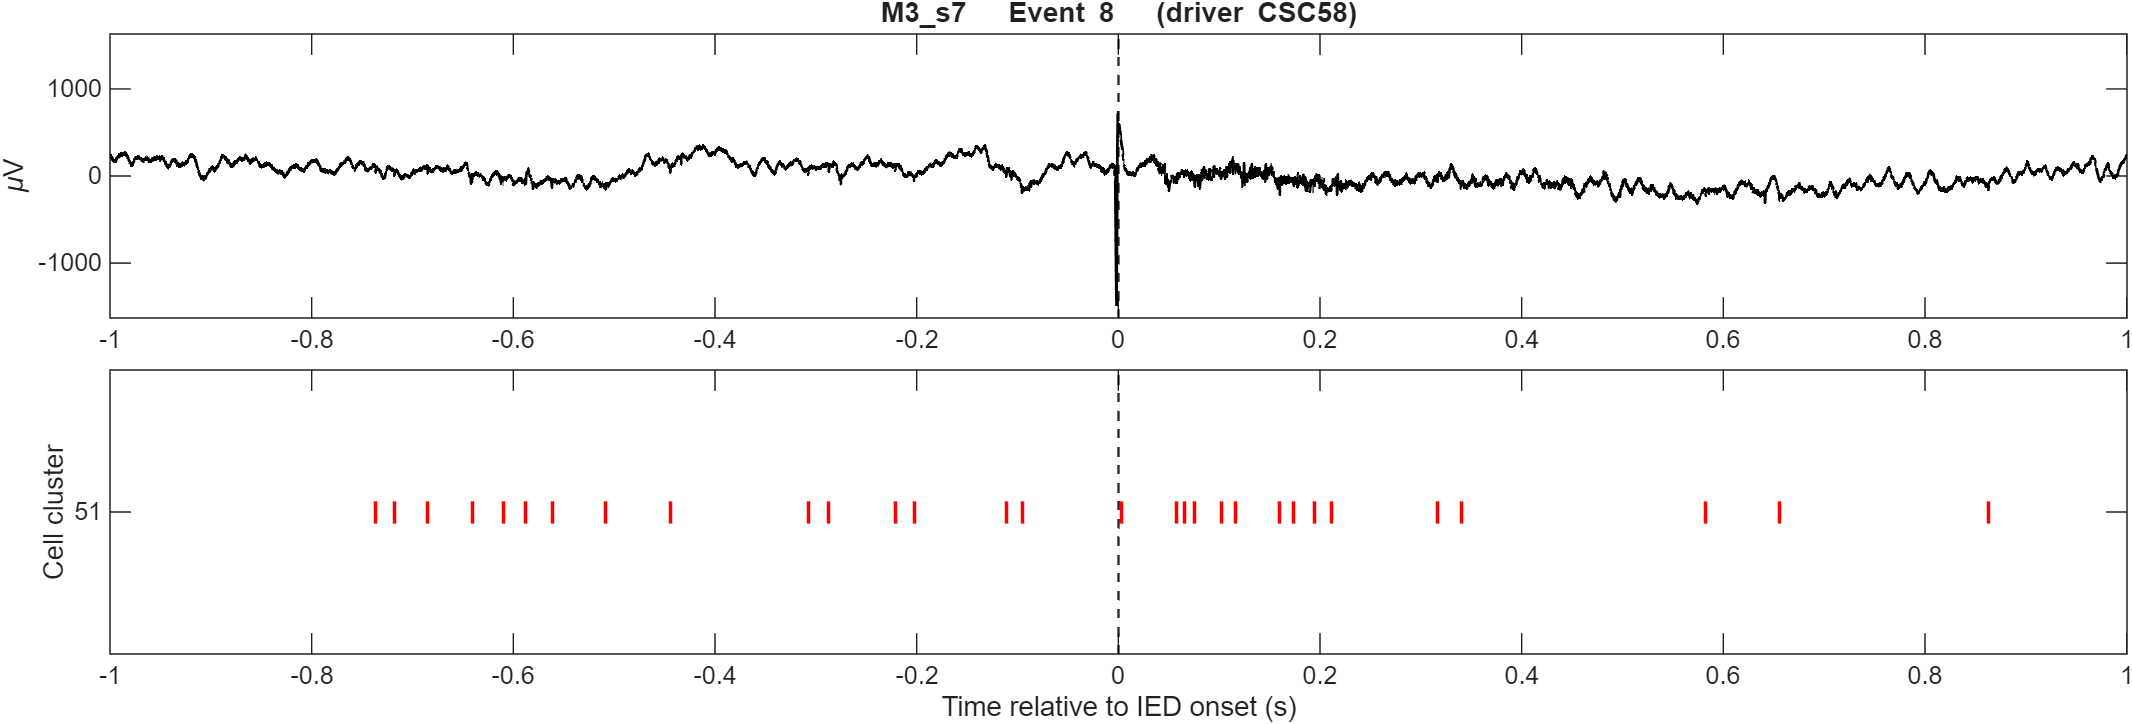 M3_s7 Event 8 (driver CSC58)
1000
0
-1000
µV
-1 -0.8 -0.6 -0.4 -0.2 0 0.2 0.4 0.6 0.8 1
51
Cell cluster
-1 -0.8 -0.6 -0.4 -0.2 0 0.2 0.4 0.6 0.8 1
Time relative to IED onset (s)